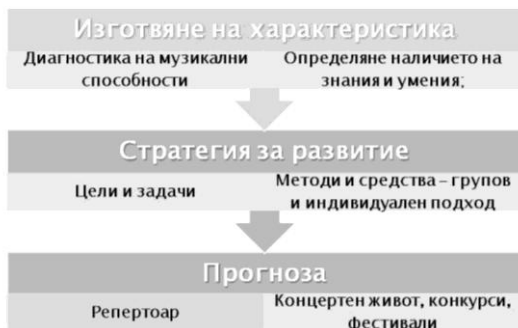 Изготвяне на характеристика
Диагностика на музикални
способности
Определяне наличието на
знания и умения;
Стратегия за развитие
Цели и задачи
Методи и средства – групов
и индивидуален подход
Прогноза
Репертоар
Концертен живот, конкурси,
фестивали